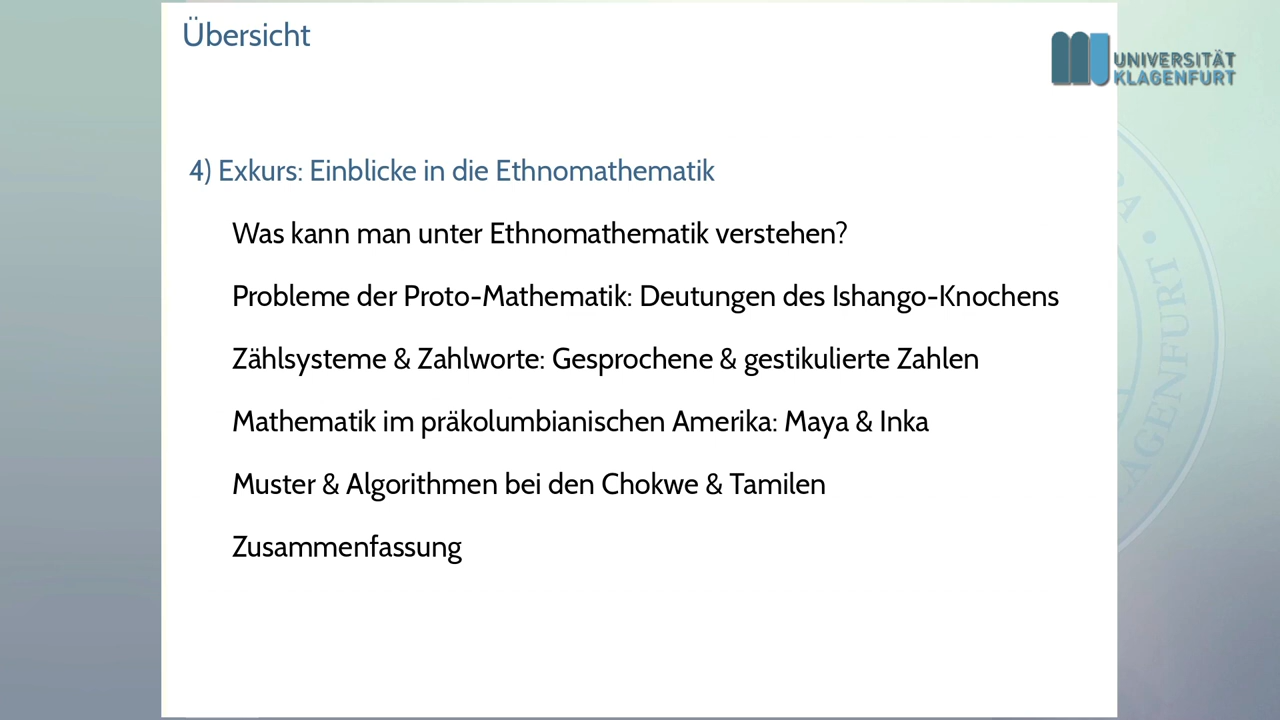 Übersicht
UNIVERSITÄT
KLAGENFURT
4) Exkurs: Einblicke in die Ethnomathematik
Was kann man unter Ethnomathematik verstehen?
Probleme der Proto-Mathematik: Deutungen des Ishango-Knochens
Zählsysteme & Zahlworte: Gesprochene & gestikulierte Zahlen
Mathematik im präkolumbianischen Amerika: Maya & Inka
Muster & Algorithmen bei den Chokwe & Tamilen
Zusammenfassung